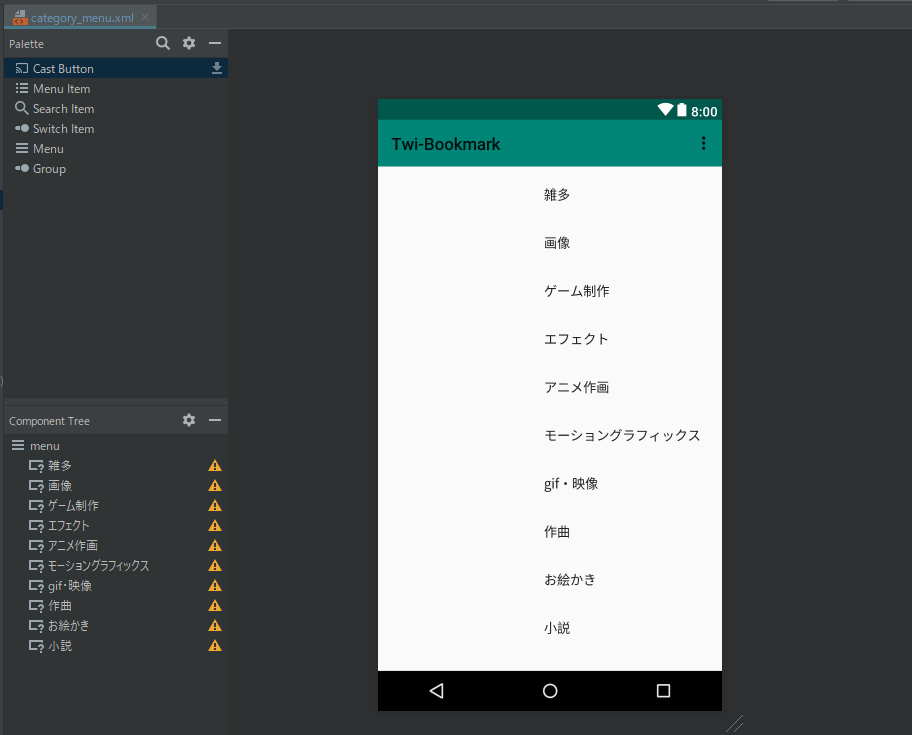 category_menu.xml
Palette
Cast Button
Menu Item
Search Item
Switch Item
Menu
Group
Component Tree
menu
雑多
画像
ゲーム制作
エフェクト
アニメ作画
モーショングラフィックス
gif・映像
作曲
お絵かき
小説
8:00
Twi-Bookmark
雑多
画像
ゲーム制作
エフェクト
アニメ作画
モーショングラフィックス
gif・映像
作曲
お絵かき
小説